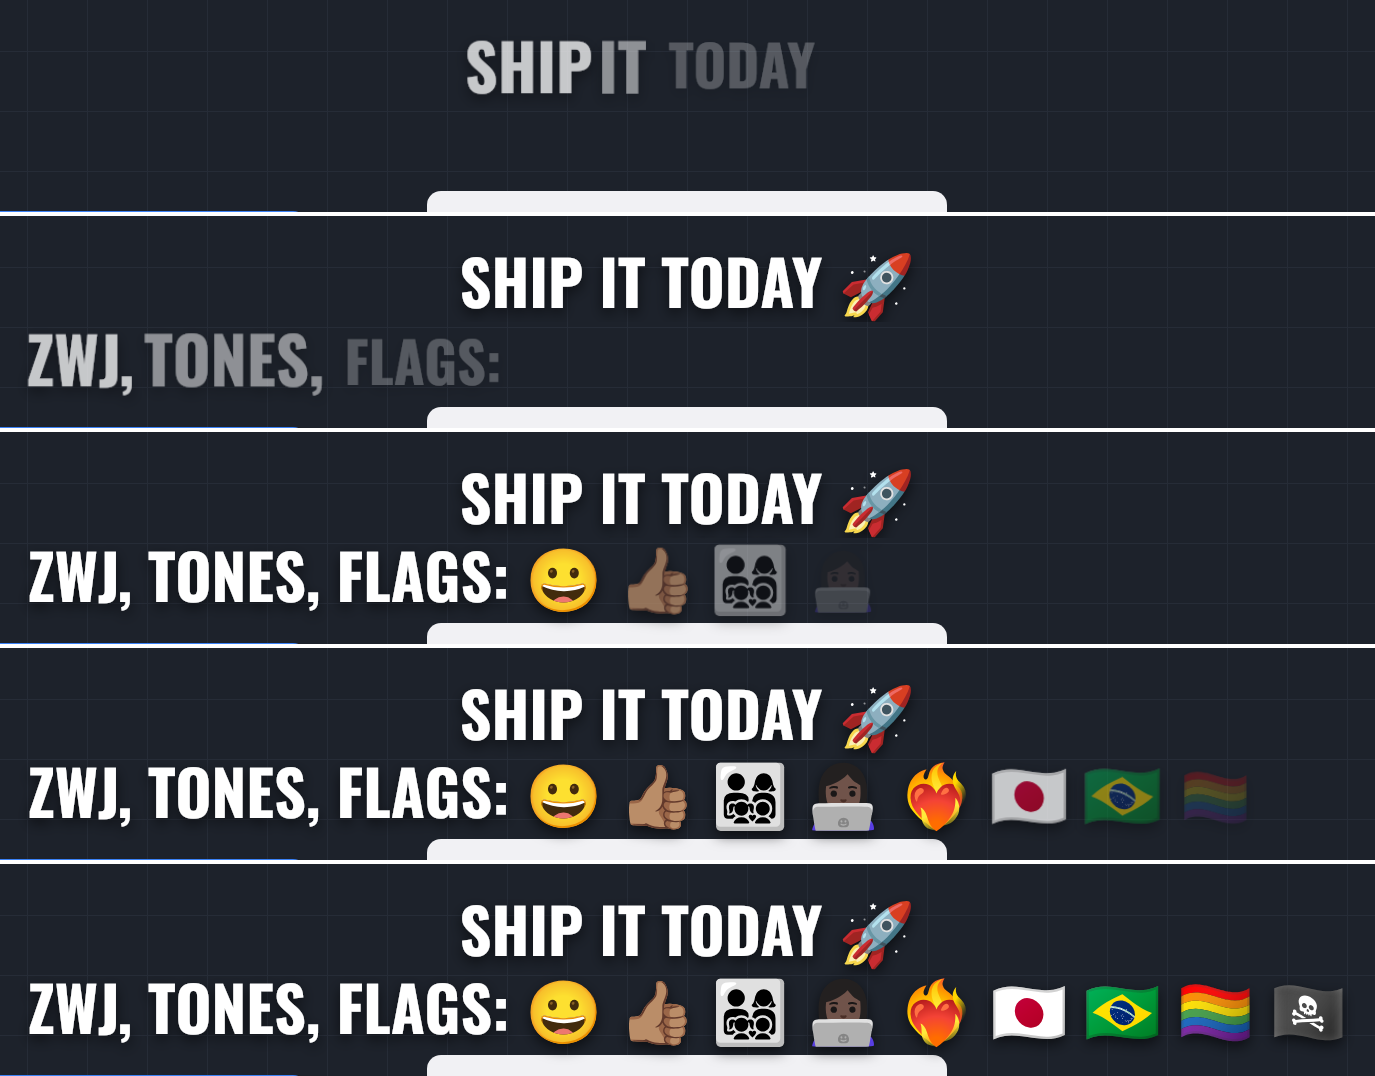 SHIP IT TODAY
SHIP IT TODAY 🚀
ZWJ, TONES, FLAGS:
SHIP IT TODAY 🚀
ZWJ, TONES, FLAGS: 😀 👍🏽 👨‍👩‍👧‍👦 👩🏿‍💻
SHIP IT TODAY 🚀
ZWJ, TONES, FLAGS: 😀 👍🏽 👨‍👩‍👧‍👦 👩🏿‍💻 ❤️‍🔥 🇯🇵 🇧🇷 🏳️‍🌈
SHIP IT TODAY 🚀
ZWJ, TONES, FLAGS: 😀 👍🏽 👨‍👩‍👧‍👦 👩🏿‍💻 ❤️‍🔥 🇯🇵 🇧🇷 🏳️‍🌈 🏴‍☠️